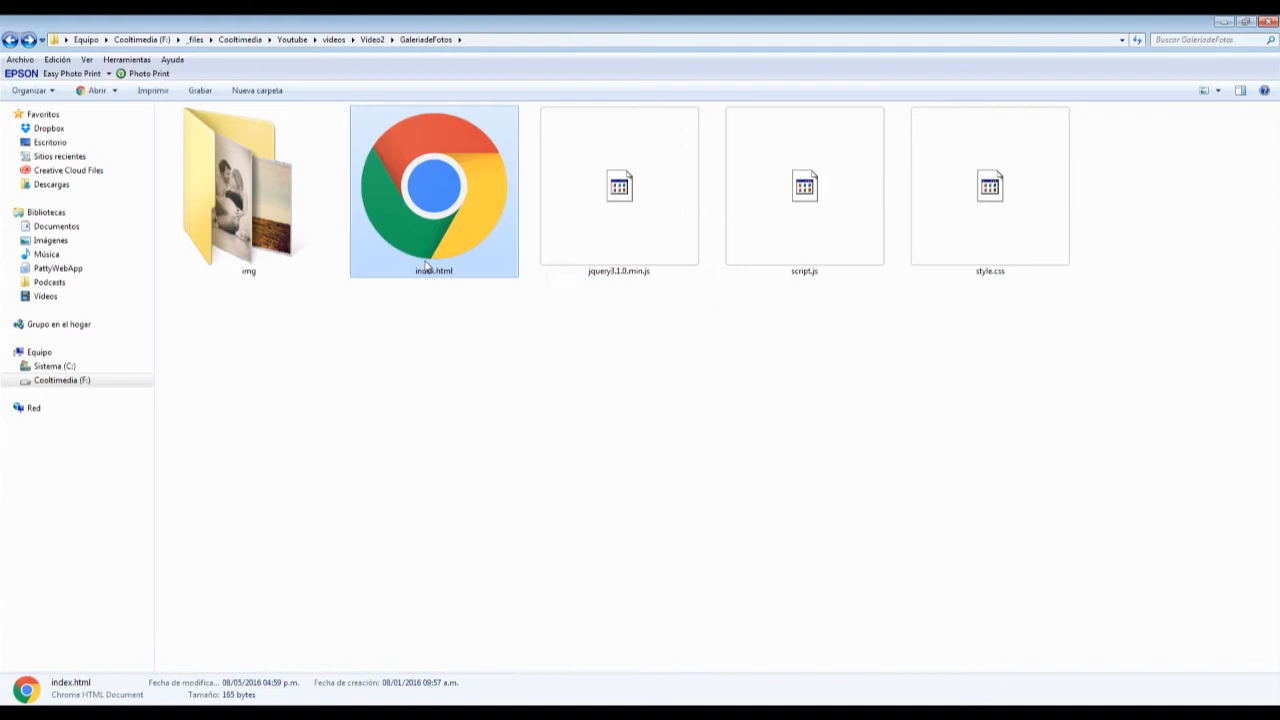 Equipo Cooltimedia (F:) _files Cooltimedia Youtube videos Video2 GaleriadeFotos Buscar GaleriadeFotos
Archivo Edición Ver Herramientas Ayuda
EPSON Easy Photo Print Photo Print
Organizar Abrir Imprimir Grabar Nueva carpeta
Favoritos
Dropbox
Escritorio
Sitios recientes
Creative Cloud Files
Descargas
Bibliotecas
Documentos
Imágenes
Música
PattyWebApp
Podcasts
Vídeos
Grupo en el hogar
Equipo
Sistema (C:)
Cooltimedia (F:)
Red
img
index.html
jquery3.1.0.min.js
script.js
style.css
index.html Fecha de modifica... 08/05/2016 04:59 p.m. Fecha de creación: 08/01/2016 09:57 a.m.
Chrome HTML Document Tamaño: 165 bytes